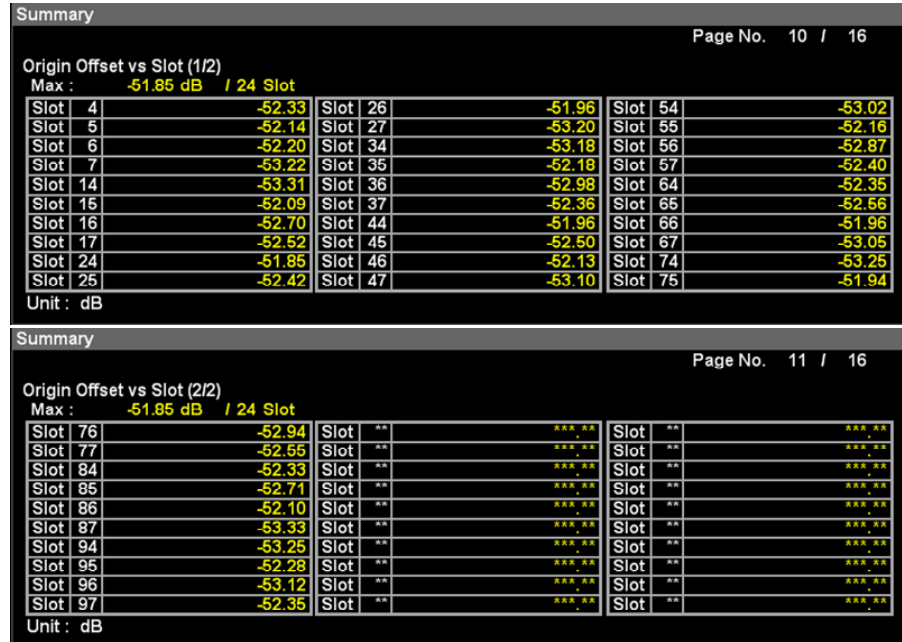 Summary
Page No. 10 / 16
Origin Offset vs Slot (1/2)
Max : -51.85 dB / 24 Slot
Slot 4 -52.33 Slot 26 -51.96 Slot 54 -53.02
Slot 5 -52.14 Slot 27 -53.20 Slot 55 -52.16
Slot 6 -52.20 Slot 34 -53.18 Slot 56 -52.87
Slot 7 -53.22 Slot 35 -52.18 Slot 57 -52.40
Slot 14 -53.31 Slot 36 -52.98 Slot 64 -52.35
Slot 15 -52.09 Slot 37 -52.36 Slot 65 -52.56
Slot 16 -52.70 Slot 44 -51.96 Slot 66 -51.96
Slot 17 -52.52 Slot 45 -52.50 Slot 67 -53.05
Slot 24 -51.85 Slot 46 -52.13 Slot 74 -53.25
Slot 25 -52.42 Slot 47 -53.10 Slot 75 -51.94
Unit : dB
Summary
Page No. 11 / 16
Origin Offset vs Slot (2/2)
Max : -51.85 dB / 24 Slot
Slot 76 -52.94 Slot ** ***.** Slot ** ***.**
Slot 77 -52.55 Slot ** ***.** Slot ** ***.**
Slot 84 -52.33 Slot ** ***.** Slot ** ***.**
Slot 85 -52.71 Slot ** ***.** Slot ** ***.**
Slot 86 -52.10 Slot ** ***.** Slot ** ***.**
Slot 87 -53.33 Slot ** ***.** Slot ** ***.**
Slot 94 -53.25 Slot ** ***.** Slot ** ***.**
Slot 95 -52.28 Slot ** ***.** Slot ** ***.**
Slot 96 -53.12 Slot ** ***.** Slot ** ***.**
Slot 97 -52.35 Slot ** ***.** Slot ** ***.**
Unit : dB